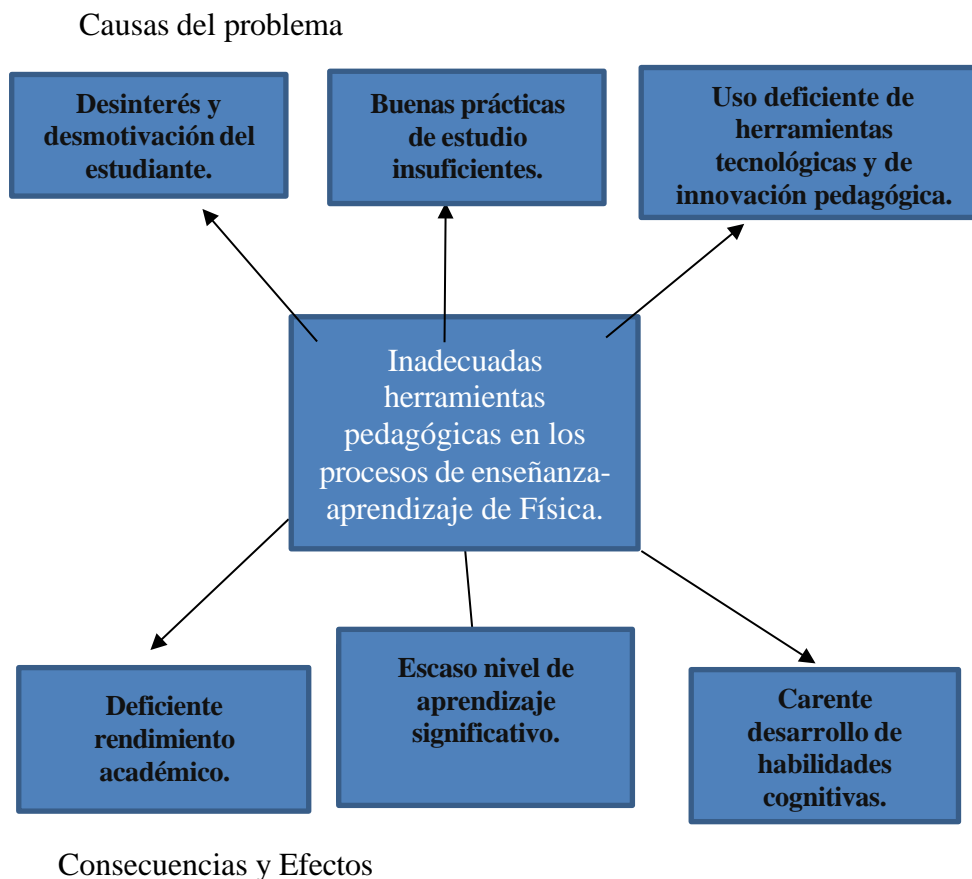 Causas del problema
Desinterés y
desmotivación del
estudiante.
Buenas prácticas
de estudio
insuficientes.
Uso deficiente de
herramientas
tecnológicas y de
innovación pedagógica.
Inadecuadas
herramientas
pedagógicas en los
procesos de enseñanza-
aprendizaje de Física.
Deficiente
rendimiento
académico.
Escaso nivel de
aprendizaje
significativo.
Carente
desarrollo de
habilidades
cognitivas.
Consecuencias y Efectos